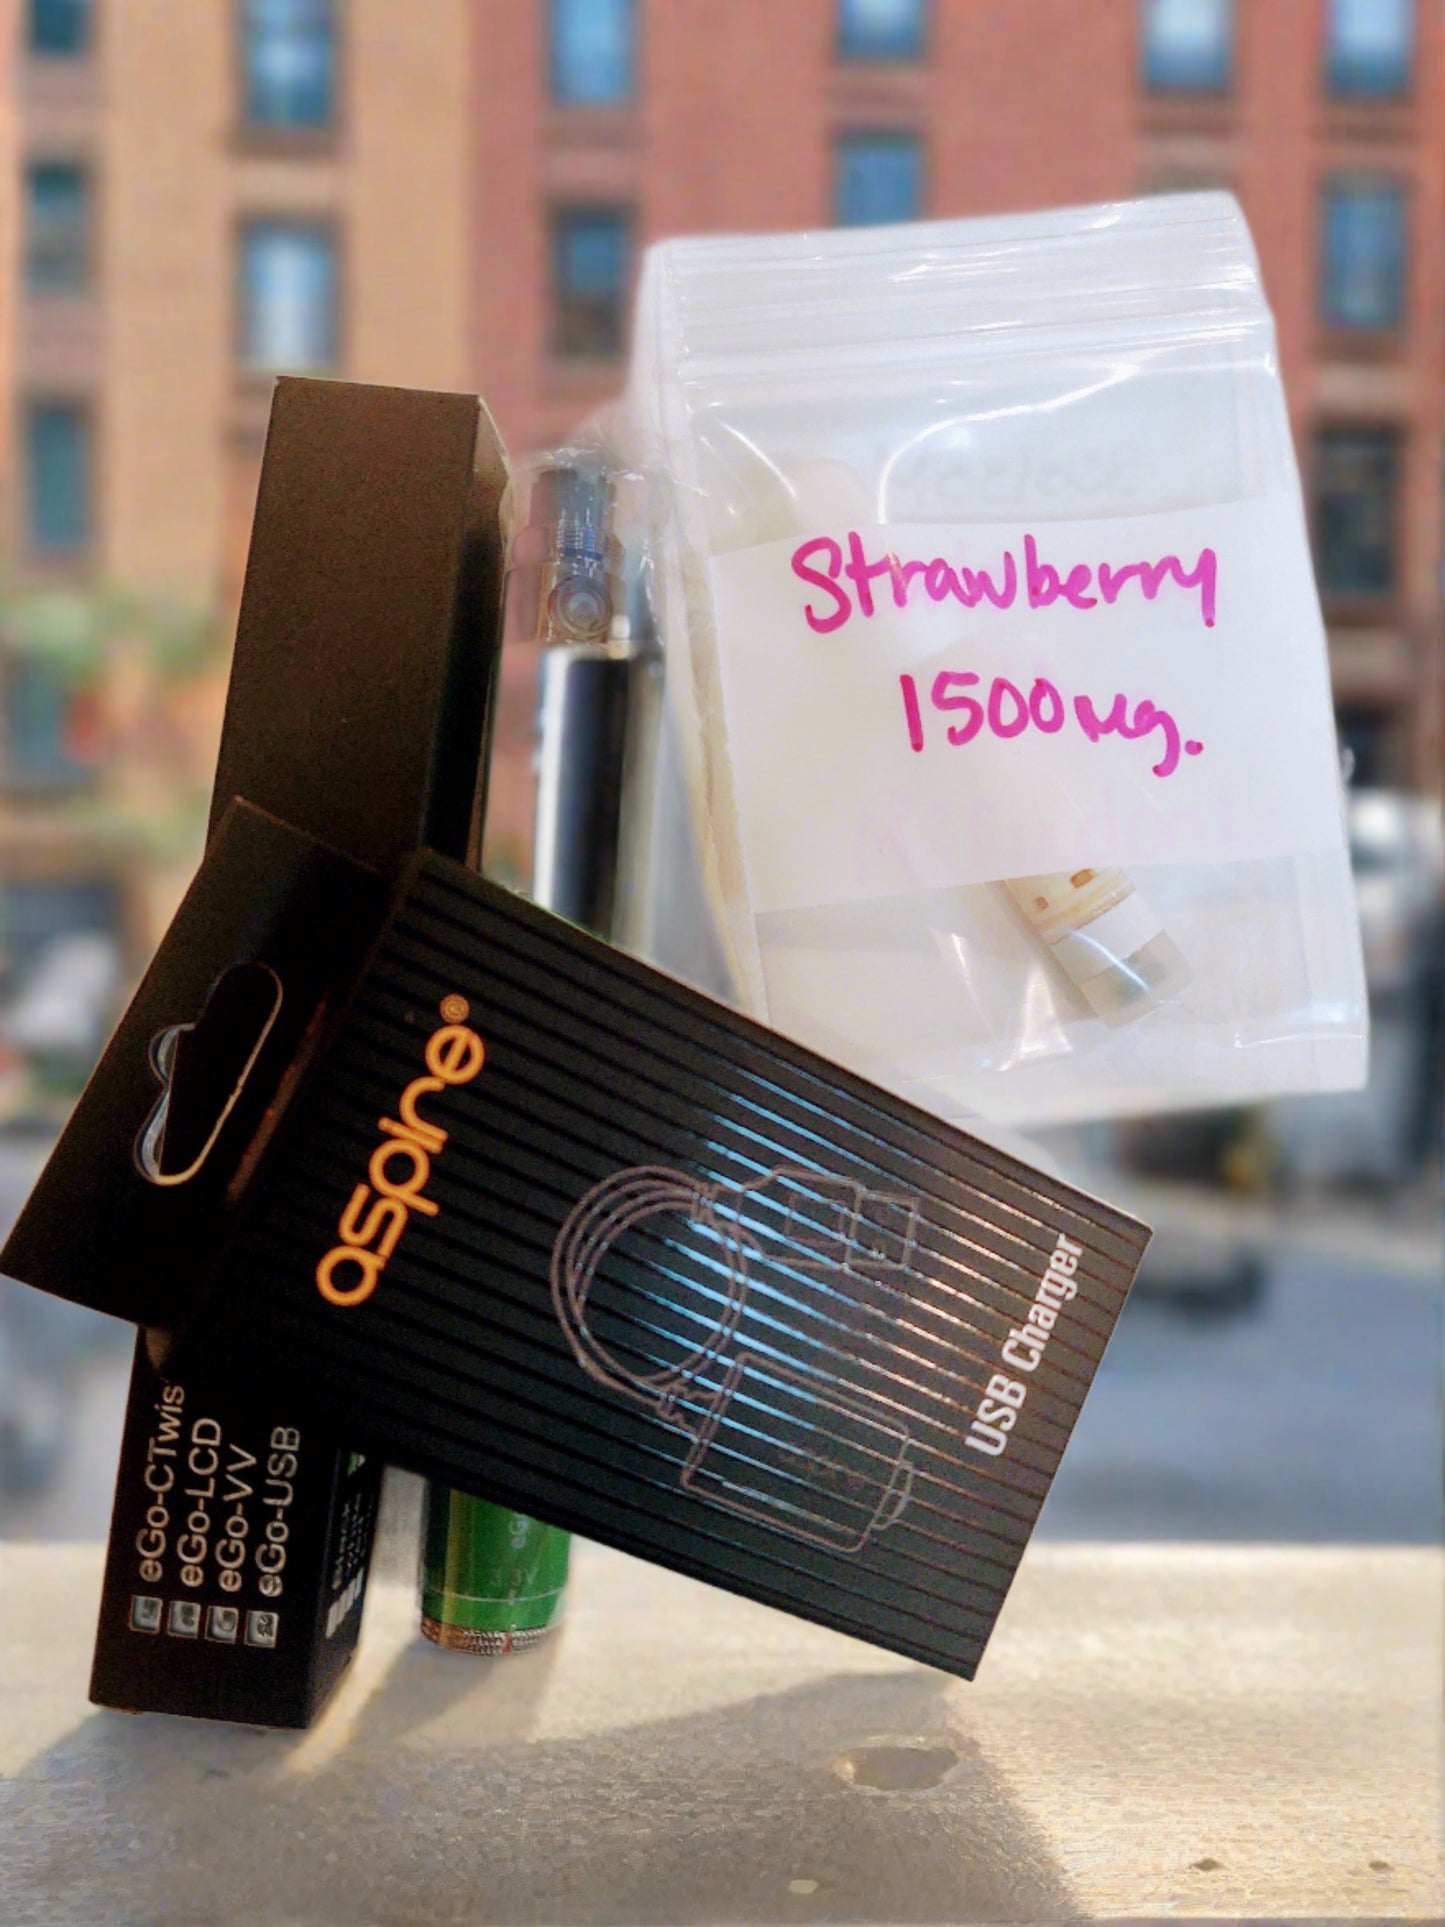 Strawberry
1500mg.
aspire®
USB Charger
eGo-CTwis
eGo-LCD
eGo-VV
eGo-USB